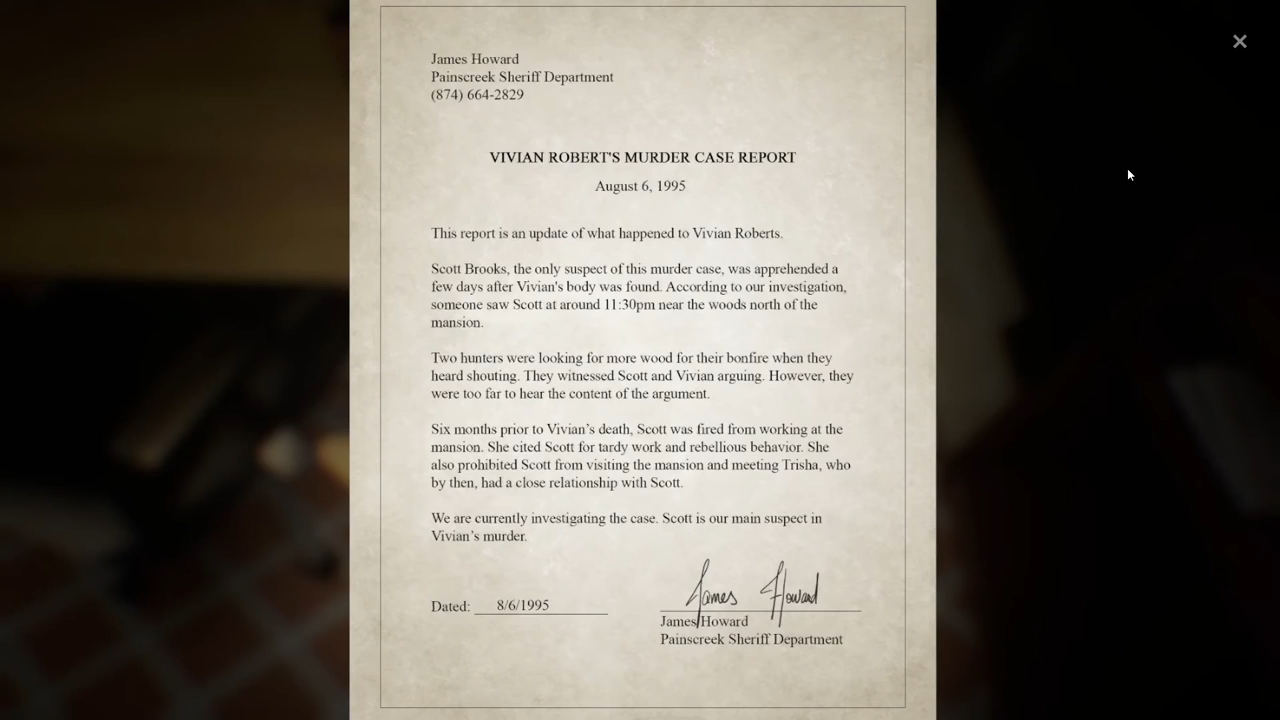 James Howard
Painscreek Sheriff Department
(874) 664-2829
VIVIAN ROBERT'S MURDER CASE REPORT
August 6, 1995
This report is an update of what happened to Vivian Roberts.
Scott Brooks, the only suspect of this murder case, was apprehended a
few days after Vivian's body was found. According to our investigation,
someone saw Scott at around 11:30pm near the woods north of the
mansion.
Two hunters were looking for more wood for their bonfire when they
heard shouting. They witnessed Scott and Vivian arguing. However, they
were too far to hear the content of the argument.
Six months prior to Vivian’s death, Scott was fired from working at the
mansion. She cited Scott for tardy work and rebellious behavior. She
also prohibited Scott from visiting the mansion and meeting Trisha, who
by then, had a close relationship with Scott.
We are currently investigating the case. Scott is our main suspect in
Vivian’s murder.
James Howard
Dated: 8/6/1995
James Howard
Painscreek Sheriff Department